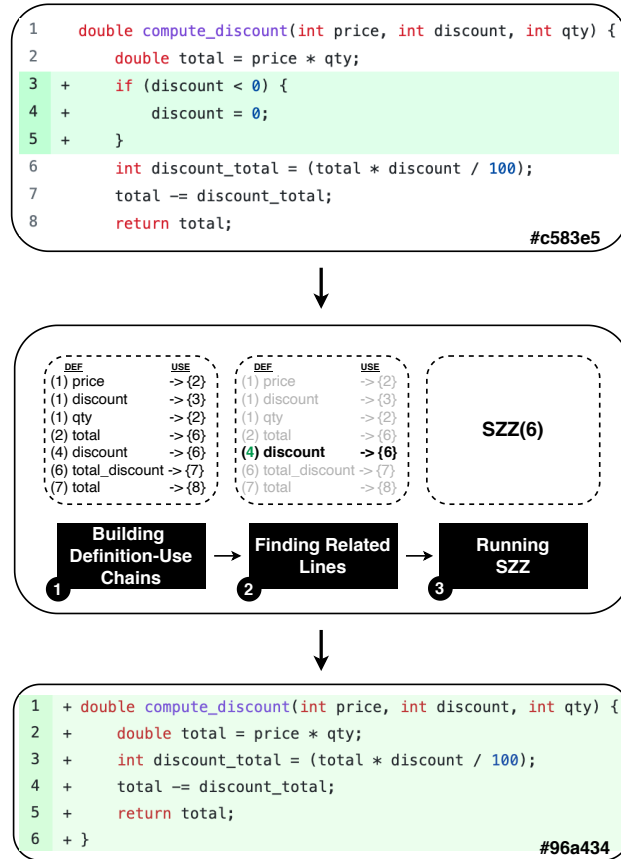 1 double compute_discount(int price, int discount, int qty) {
2 double total = price * qty;
3 + if (discount < 0) {
4 + discount = 0;
5 + }
6 int discount_total = (total * discount / 100);
7 total -= discount_total;
8 return total;
#c583e5
DEF USE
(1) price -> {2}
(1) discount -> {3}
(1) qty -> {2}
(2) total -> {6}
(4) discount -> {6}
(6) total_discount -> {7}
(7) total -> {8}
DEF USE
(1) price -> {2}
(1) discount -> {3}
(1) qty -> {2}
(2) total -> {6}
(4) discount -> {6}
(6) total_discount -> {7}
(7) total -> {8}
SZZ(6)
Building
Definition-Use
Chains
1
Finding Related
Lines
2
Running
SZZ
3
1 + double compute_discount(int price, int discount, int qty) {
2 + double total = price * qty;
3 + int discount_total = (total * discount / 100);
4 + total -= discount_total;
5 + return total;
6 + }
#96a434